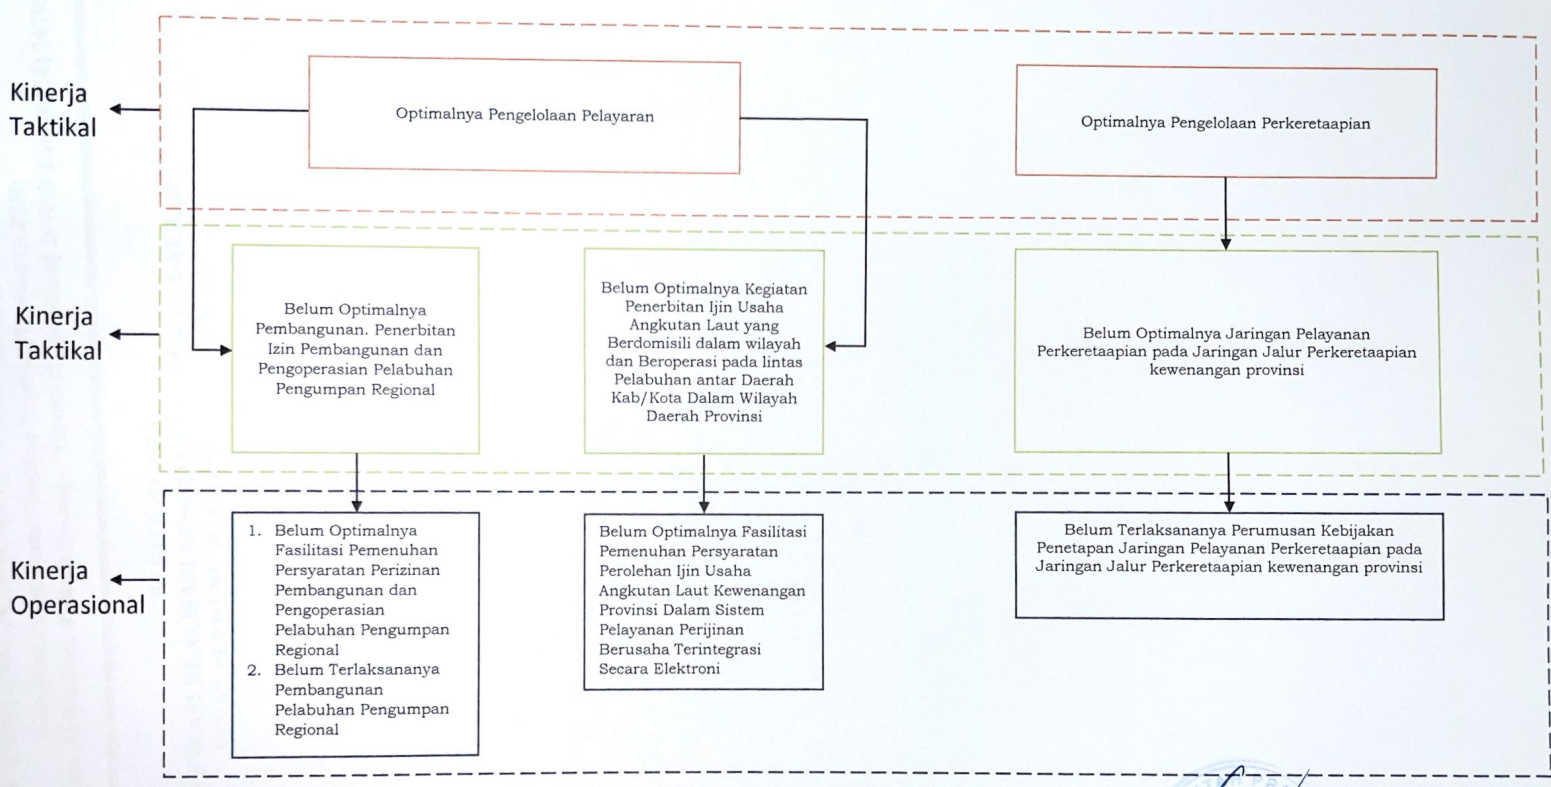 Kinerja
Taktikal
Optimalnya Pengelolaan Pelayaran
Optimalnya Pengelolaan Perkeretaapian
Kinerja
Taktikal
Belum Optimalnya
Pembangunan. Penerbitan
Izin Pembangunan dan
Pengoperasian Pelabuhan
Pengumpan Regional
Belum Optimalnya Kegiatan
Penerbitan Ijin Usaha
Angkutan Laut yang
Berdomisili dalam wilayah
dan Beroperasi pada lintas
Pelabuhan antar Daerah
Kab/Kota Dalam Wilayah
Daerah Provinsi
Belum Optimalnya Jaringan Pelayanan
Perkeretaapian pada Jaringan Jalur Perkeretaapian
kewenangan provinsi
Kinerja
Operasional
1. Belum Optimalnya
Fasilitasi Pemenuhan
Persyaratan Perizinan
Pembangunan dan
Pengoperasian
Pelabuhan Pengumpan
Regional
2. Belum Terlaksananya
Pembangunan
Pelabuhan Pengumpan
Regional
Belum Optimalnya Fasilitasi
Pemenuhan Persyaratan
Perolehan Ijin Usaha
Angkutan Laut Kewenangan
Provinsi Dalam Sistem
Pelayanan Perijinan
Berusaha Terintegrasi
Secara Elektroni
Belum Terlaksananya Perumusan Kebijakan
Penetapan Jaringan Pelayanan Perkeretaapian pada
Jaringan Jalur Perkeretaapian kewenangan provinsi